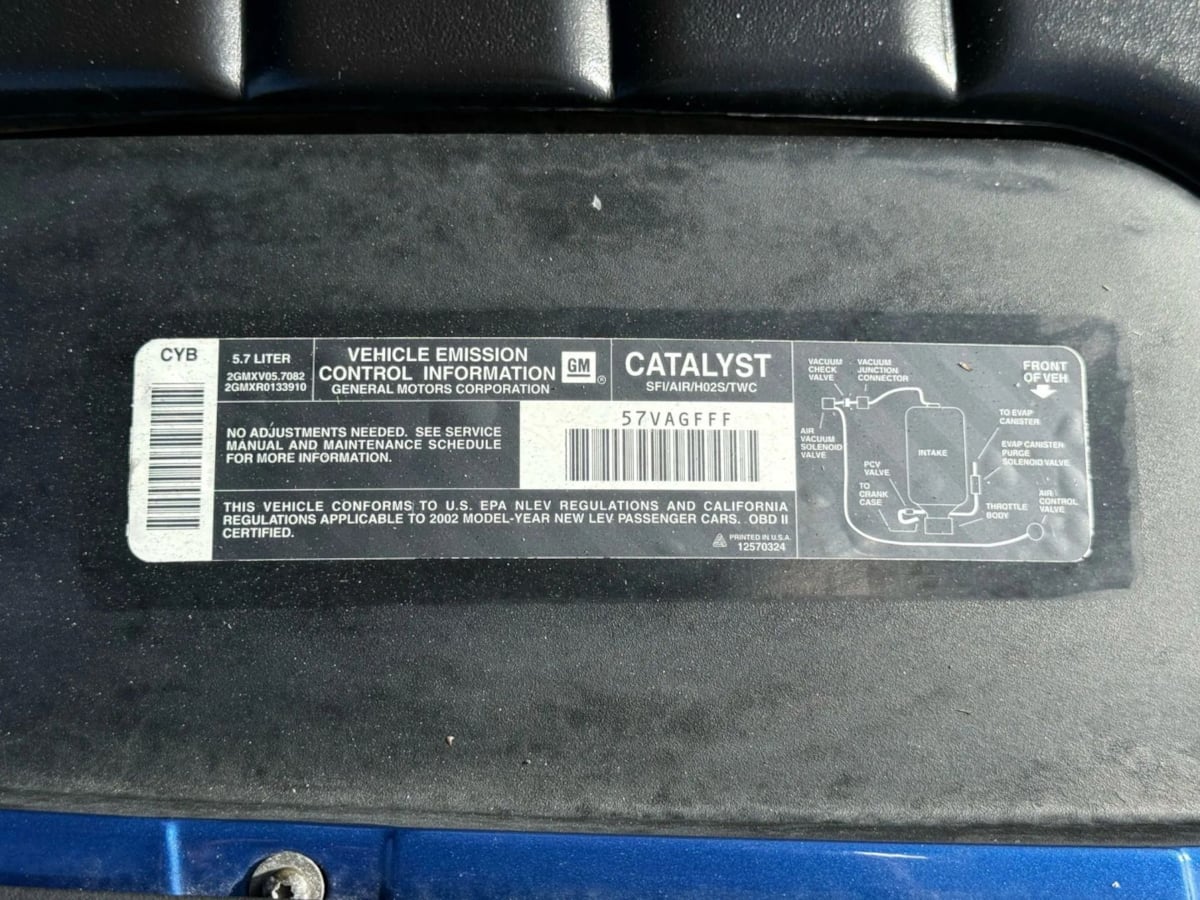 CYB
5.7 LITER
2GMXV05.7082
2GMXR0133910
VEHICLE EMISSION
CONTROL INFORMATION
GENERAL MOTORS CORPORATION
GM
®
CATALYST
SFI/AIR/H02S/TWC
NO ADJUSTMENTS NEEDED. SEE SERVICE
MANUAL AND MAINTENANCE SCHEDULE
FOR MORE INFORMATION.
57VAGFFF
THIS VEHICLE CONFORMS TO U.S. EPA NLEV REGULATIONS AND CALIFORNIA
REGULATIONS APPLICABLE TO 2002 MODEL-YEAR NEW LEV PASSENGER CARS. OBD II
CERTIFIED.
PRINTED IN U.S.A.
12570324
VACUUM
CHECK
VALVE
VACUUM
JUNCTION
CONNECTOR
FRONT
OF VEH
AIR
VACUUM
SOLENOID
VALVE
INTAKE
TO EVAP
CANISTER
EVAP CANISTER
PURGE
SOLENOID VALVE
PCV
VALVE
TO
CRANK
CASE
THROTTLE
BODY
AIR
CONTROL
VALVE